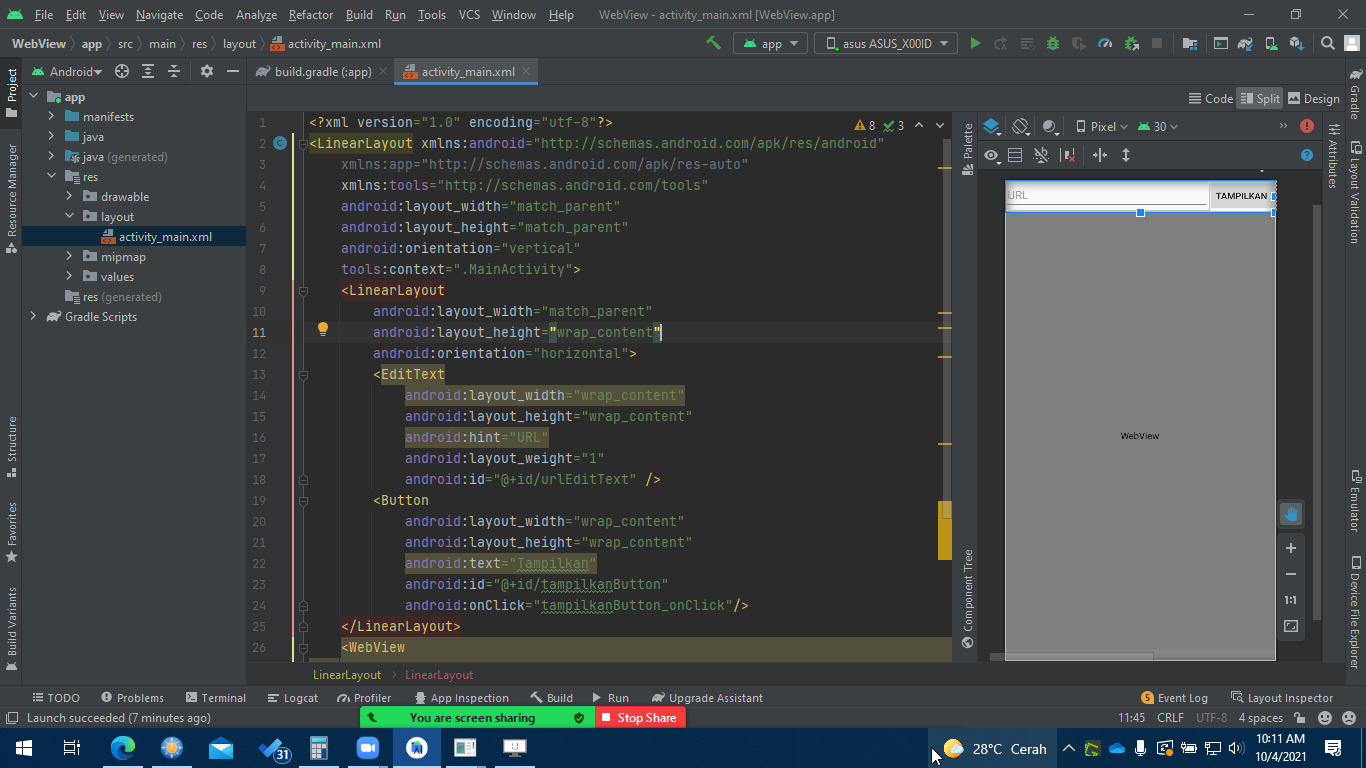 File Edit View Navigate Code Analyze Refactor Build Run Tools VCS Window Help WebView - activity_main.xml [WebView.app]
WebView app src main res layout activity_main.xml app asus ASUS_X00ID
Project
Resource Manager
Structure
Favorites
Build Variants
Android
app
manifests
java
java (generated)
res
drawable
layout
activity_main.xml
mipmap
values
res (generated)
Gradle Scripts
build.gradle (:app) activity_main.xml
Code Split Design
8 3
1 <?xml version="1.0" encoding="utf-8"?>
2 <LinearLayout xmlns:android="http://schemas.android.com/apk/res/android"
3 xmlns:app="http://schemas.android.com/apk/res-auto"
4 xmlns:tools="http://schemas.android.com/tools"
5 android:layout_width="match_parent"
6 android:layout_height="match_parent"
7 android:orientation="vertical"
8 tools:context=".MainActivity">
9 <LinearLayout
10 android:layout_width="match_parent"
11 android:layout_height="wrap_content"
12 android:orientation="horizontal">
13 <EditText
14 android:layout_width="wrap_content"
15 android:layout_height="wrap_content"
16 android:hint="URL"
17 android:layout_weight="1"
18 android:id="@+id/urlEditText" />
19 <Button
20 android:layout_width="wrap_content"
21 android:layout_height="wrap_content"
22 android:text="Tampilkan"
23 android:id="@+id/tampilkanButton"
24 android:onClick="tampilkanButton_onClick"/>
25 </LinearLayout>
26 <WebView
LinearLayout LinearLayout
Palette
Component Tree
Pixel 30
URL TAMPILKAN
WebView
1:1
Attributes
Gradle
Layout Validation
Emulator
Device File Explorer
TODO Problems Terminal Logcat Profiler App Inspection Build Run Upgrade Assistant 5 Event Log Layout Inspector
Launch succeeded (7 minutes ago) 11:45 CRLF UTF-8 4 spaces
You are screen sharing Stop Share
31
28°C Cerah
10:11 AM
10/4/2021